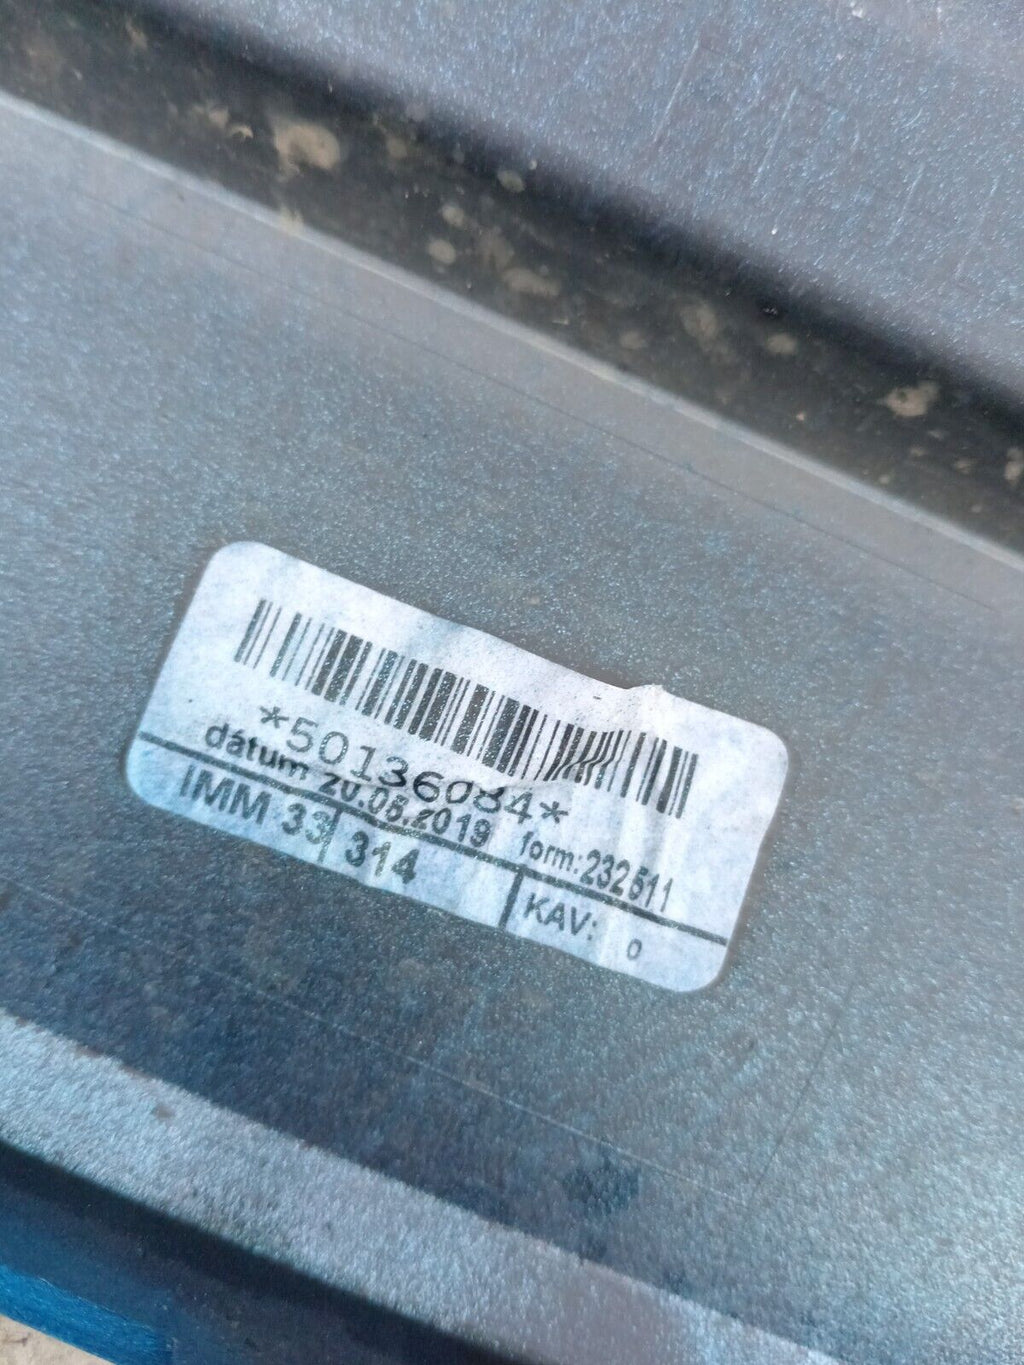 *50136084*
dátum 20.05.2019 form:232511
IMM 33 314 KAV: 0